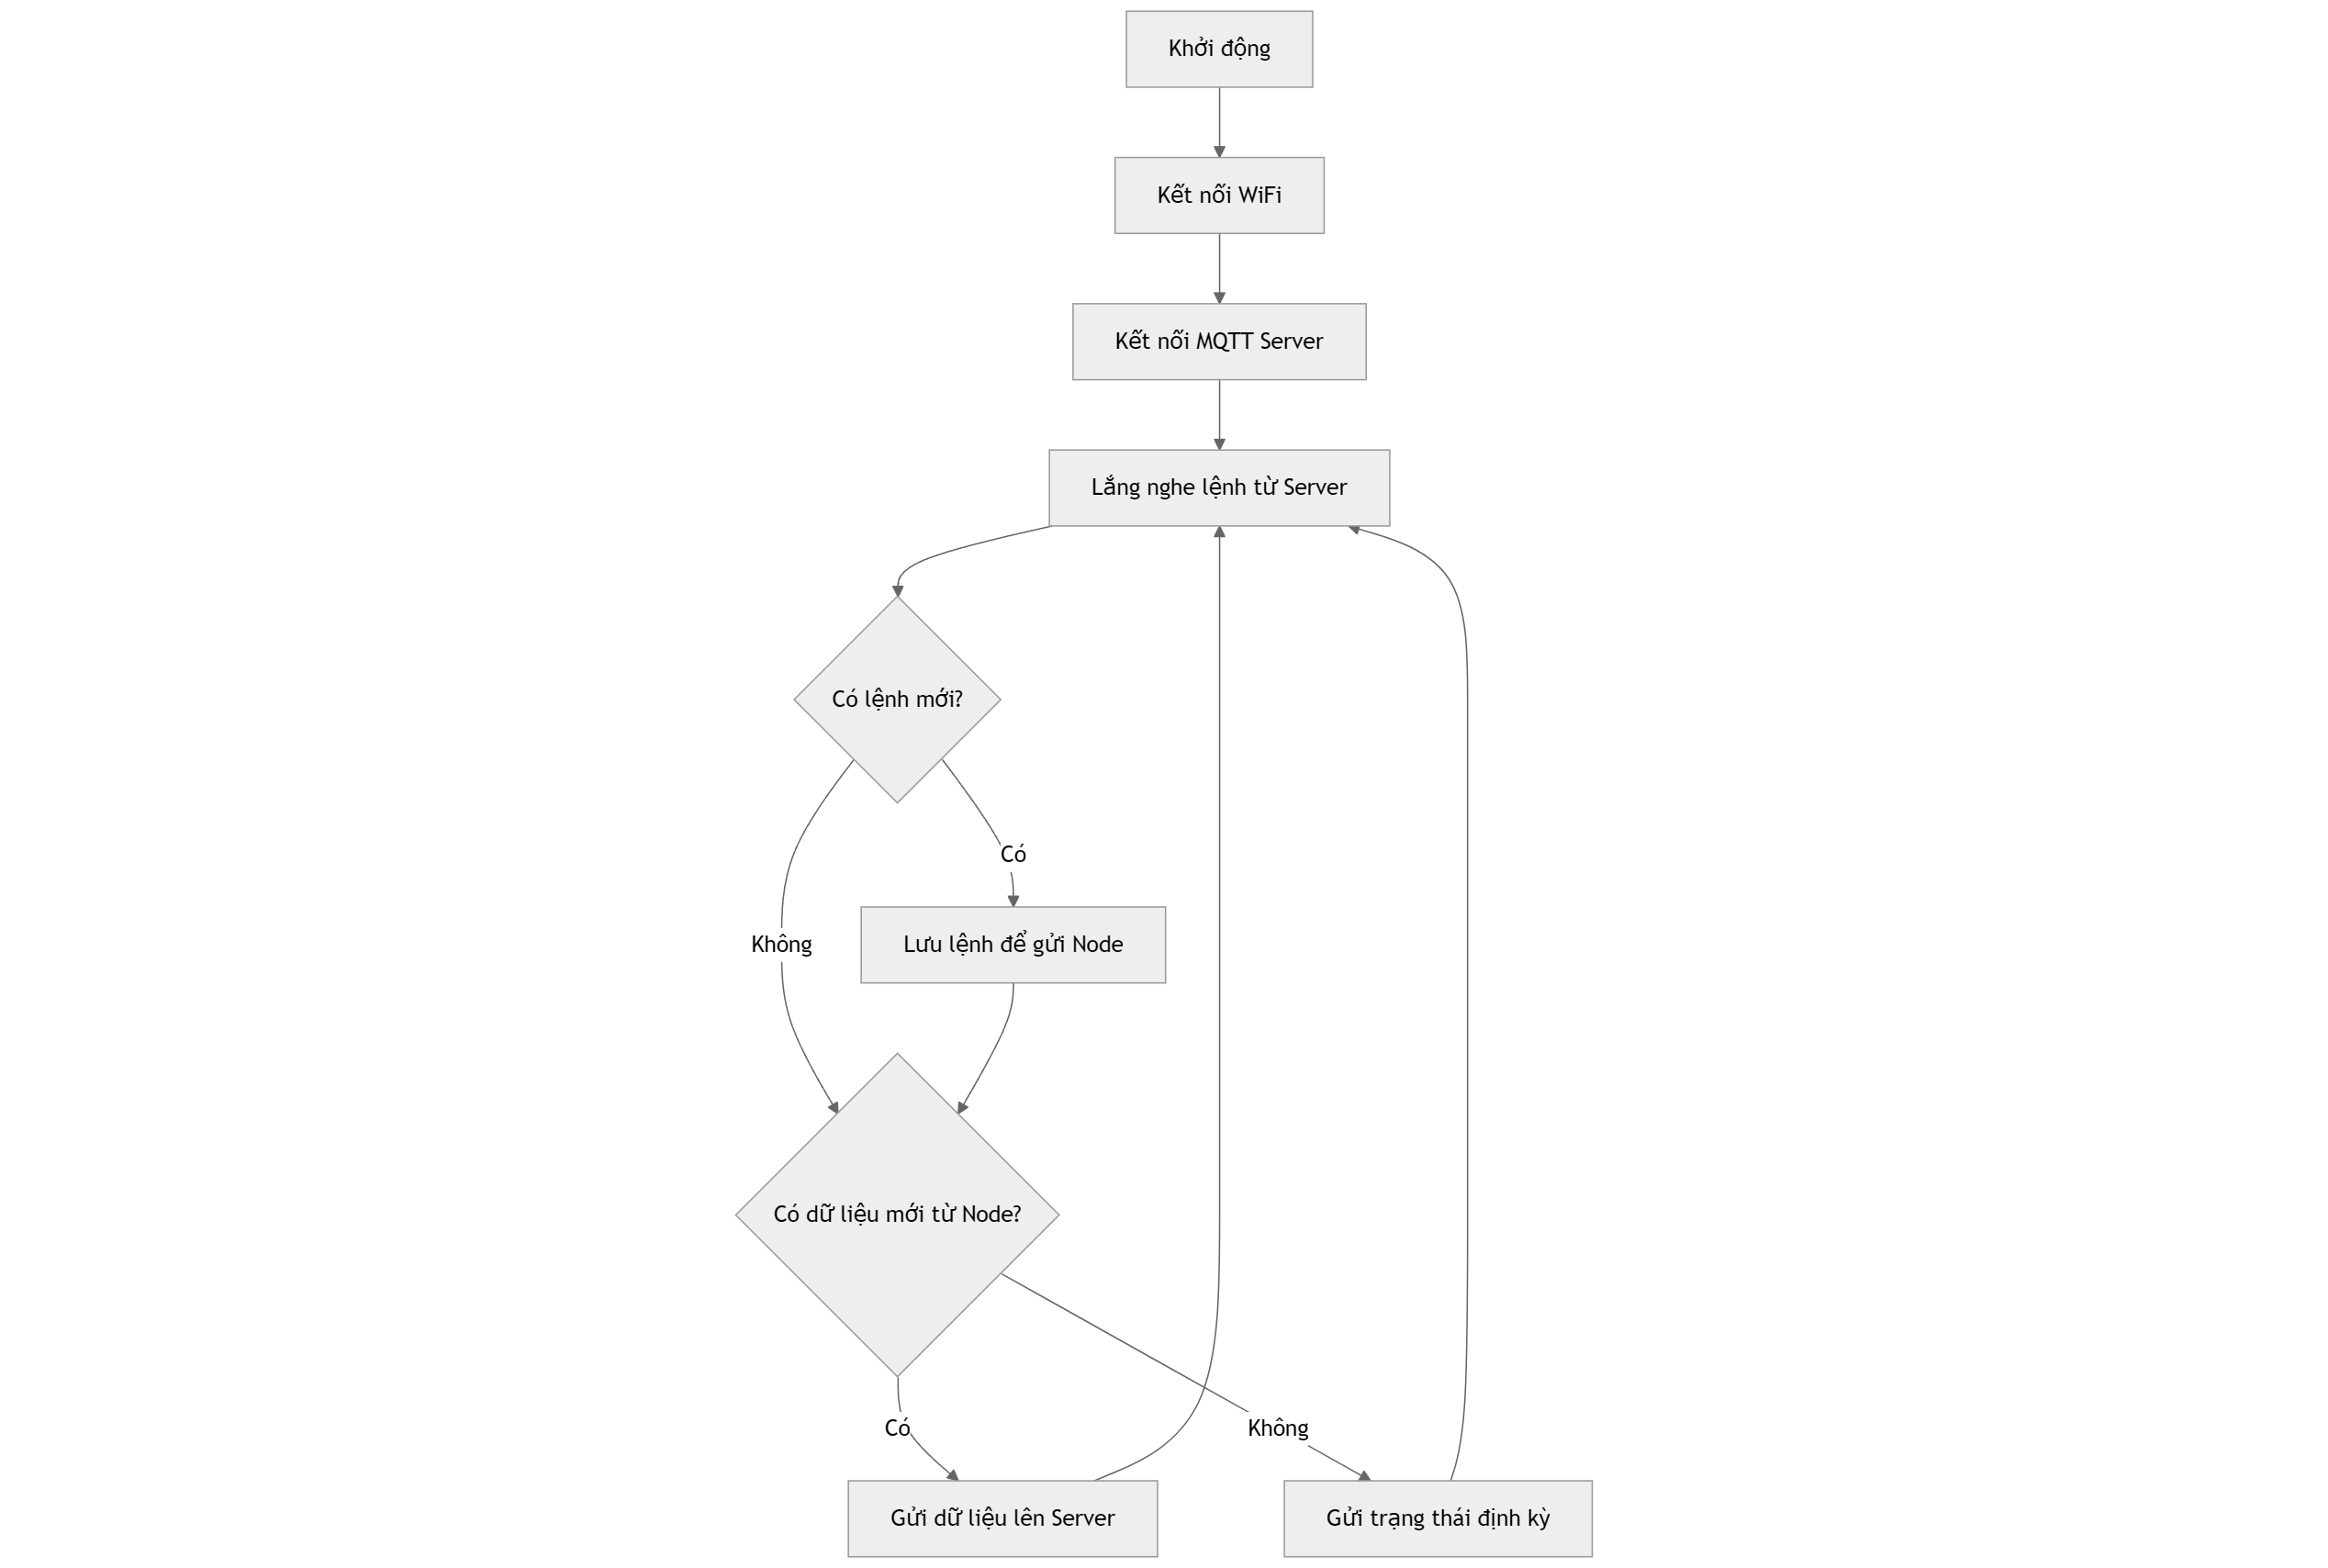 Khởi động
Kết nối WiFi
Kết nối MQTT Server
Lắng nghe lệnh từ Server
Có lệnh mới?
Có
Không
Lưu lệnh để gửi Node
Có dữ liệu mới từ Node?
Có
Không
Gửi dữ liệu lên Server
Gửi trạng thái định kỳ